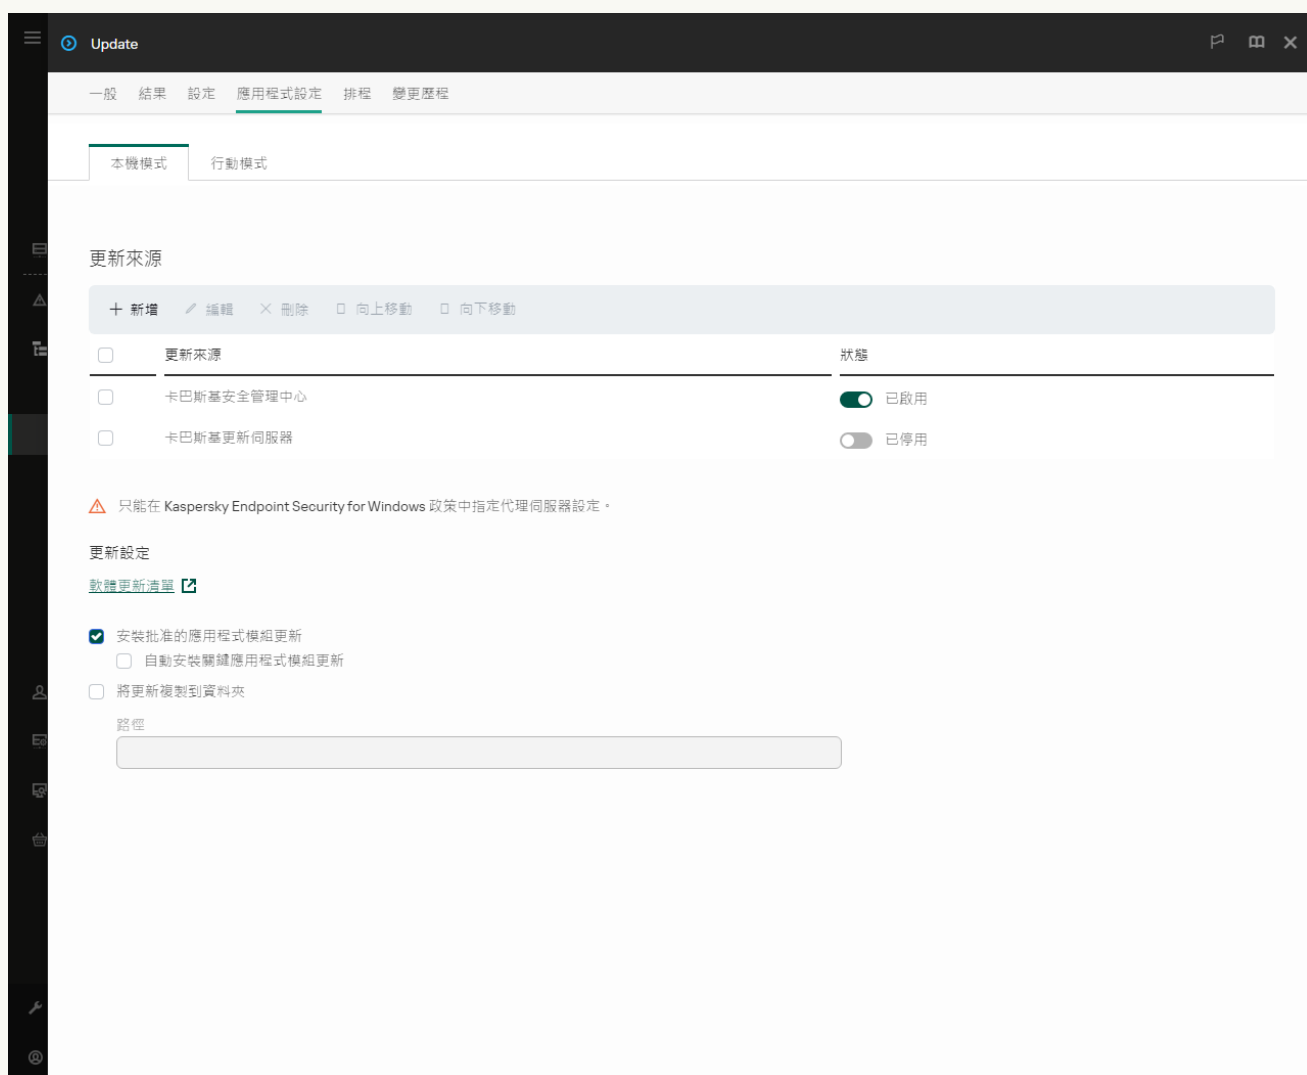 Update
一般 結果 設定 應用程式設定 排程 變更歷程
本機模式 行動模式
更新來源
新增 編輯 刪除 向上移動 向下移動
更新來源 狀態
卡巴斯基安全管理中心 已啟用
卡巴斯基更新伺服器 已停用
只能在 Kaspersky Endpoint Security for Windows 政策中指定代理伺服器設定。
更新設定
軟體更新清單
安裝批准的應用程式模組更新
自動安裝關鍵應用程式模組更新
將更新複製到資料夾
路徑